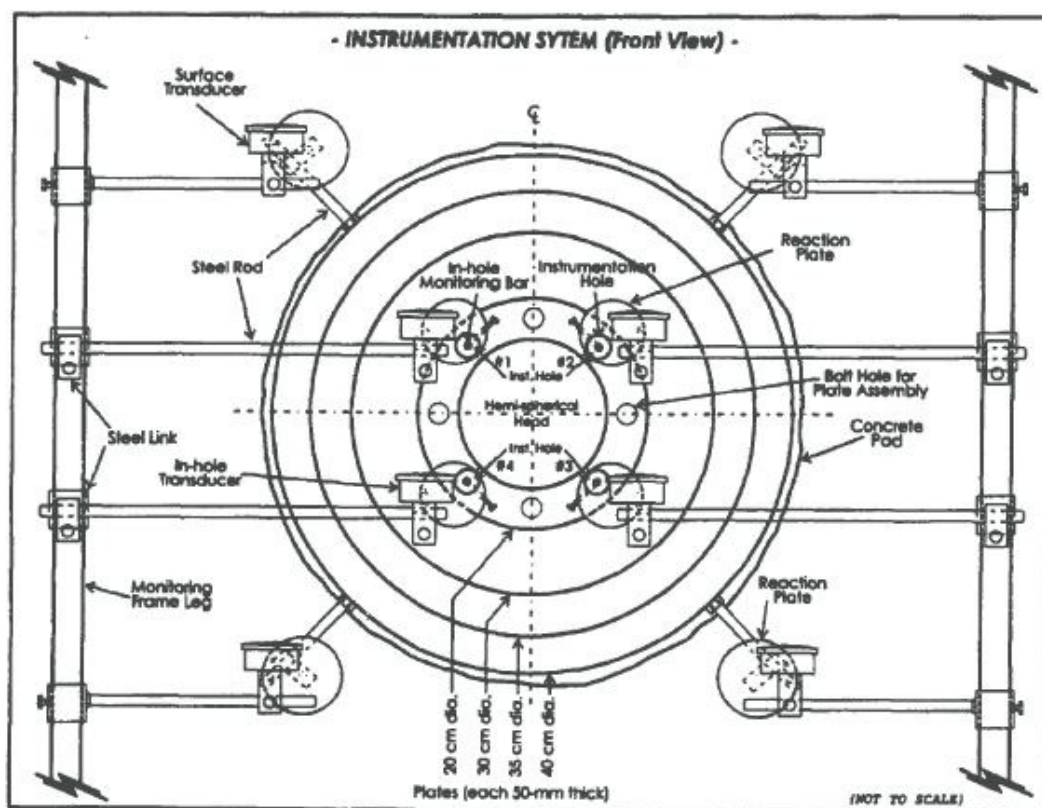 - INSTRUMENTATION SYTEM (Front View) -
Surface
Transducer
℄
Steel Rod
In-hole
Monitoring Bar
Instrumentation
Hole
Reaction
Plate
#1
#2
Inst. Hole
Hemi-spherical
Head
Bolt Hole for
Plate Assembly
Steel Link
Inst. Hole
#4
#3
Concrete
Pad
In-hole
Transducer
Monitoring
Frame Leg
Reaction
Plate
20 cm dia.
30 cm dia.
35 cm dia.
40 cm dia.
Plates (each 50-mm thick)
(NOT TO SCALE)